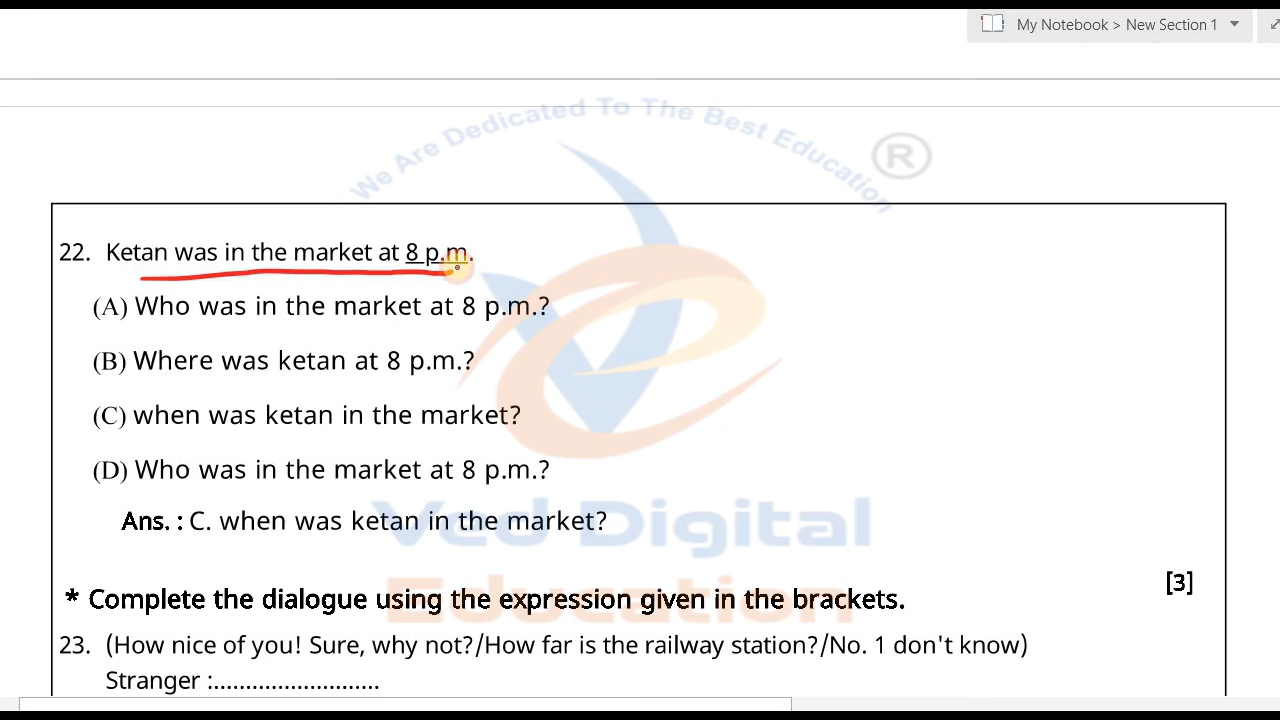 My Notebook > New Section 1
We Are Dedicated To The Best Education
®
22. Ketan was in the market at 8 p.m.
(A) Who was in the market at 8 p.m.?
(B) Where was ketan at 8 p.m.?
(C) when was ketan in the market?
(D) Who was in the market at 8 p.m.?
Ans. : C. when was ketan in the market?
Ved Digital
Education
[3]
* Complete the dialogue using the expression given in the brackets.
23. (How nice of you! Sure, why not?/How far is the railway station?/No. 1 don't know)
Stranger :..........................